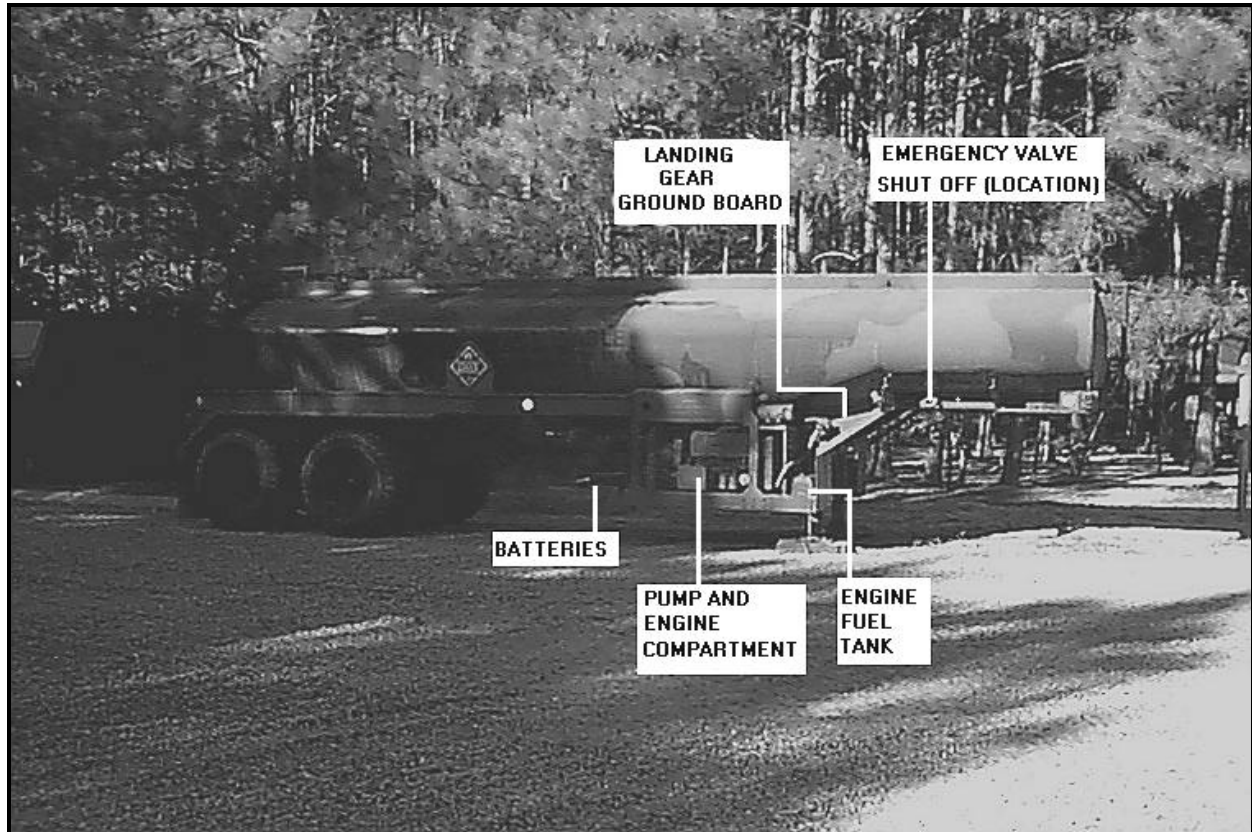 LANDING
GEAR
GROUND BOARD
EMERGENCY VALVE
SHUT OFF (LOCATION)
BATTERIES
PUMP AND
ENGINE
COMPARTMENT
ENGINE
FUEL
TANK